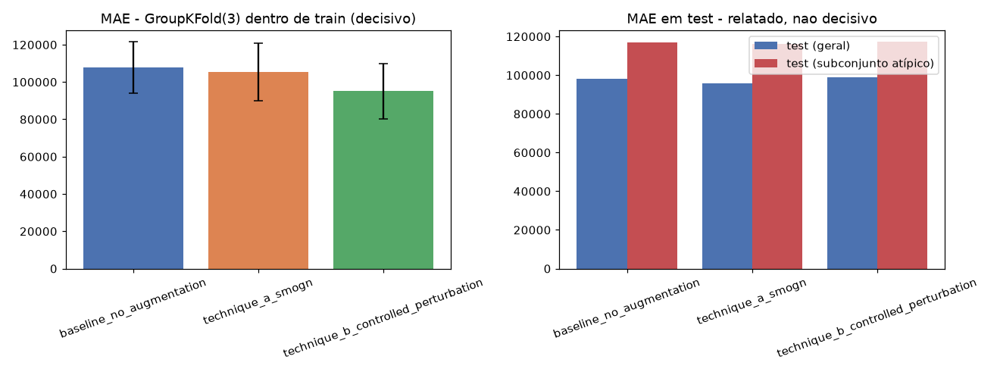 MAE - GroupKFold(3) dentro de train (decisivo)
120000
100000
80000
60000
40000
20000
0
baseline_no_augmentation
technique_a_smogn
technique_b_controlled_perturbation
MAE em test - relatado, nao decisivo
test (geral)
test (subconjunto atípico)
120000
100000
80000
60000
40000
20000
0
baseline_no_augmentation
technique_a_smogn
technique_b_controlled_perturbation